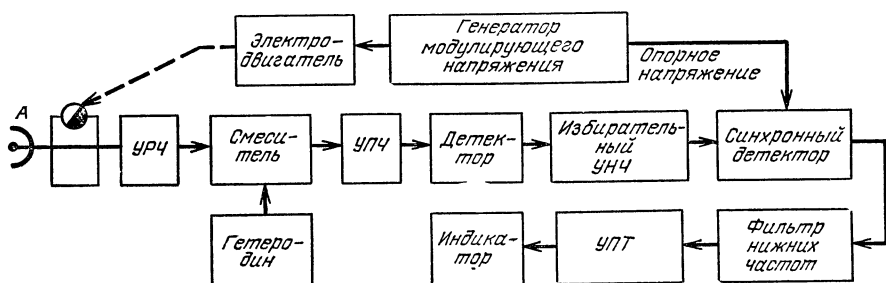 Электро-
двигатель
Генератор
модулирующего
напряжения
Опорное
напряжение
А
УРЧ
Смеси-
тель
УПЧ
Детек-
тор
Избиратель-
ный
УНЧ
Синхронный
детектор
Гетеро-
дин
Индика-
тор
УПТ
Фильтр
нижних
частот